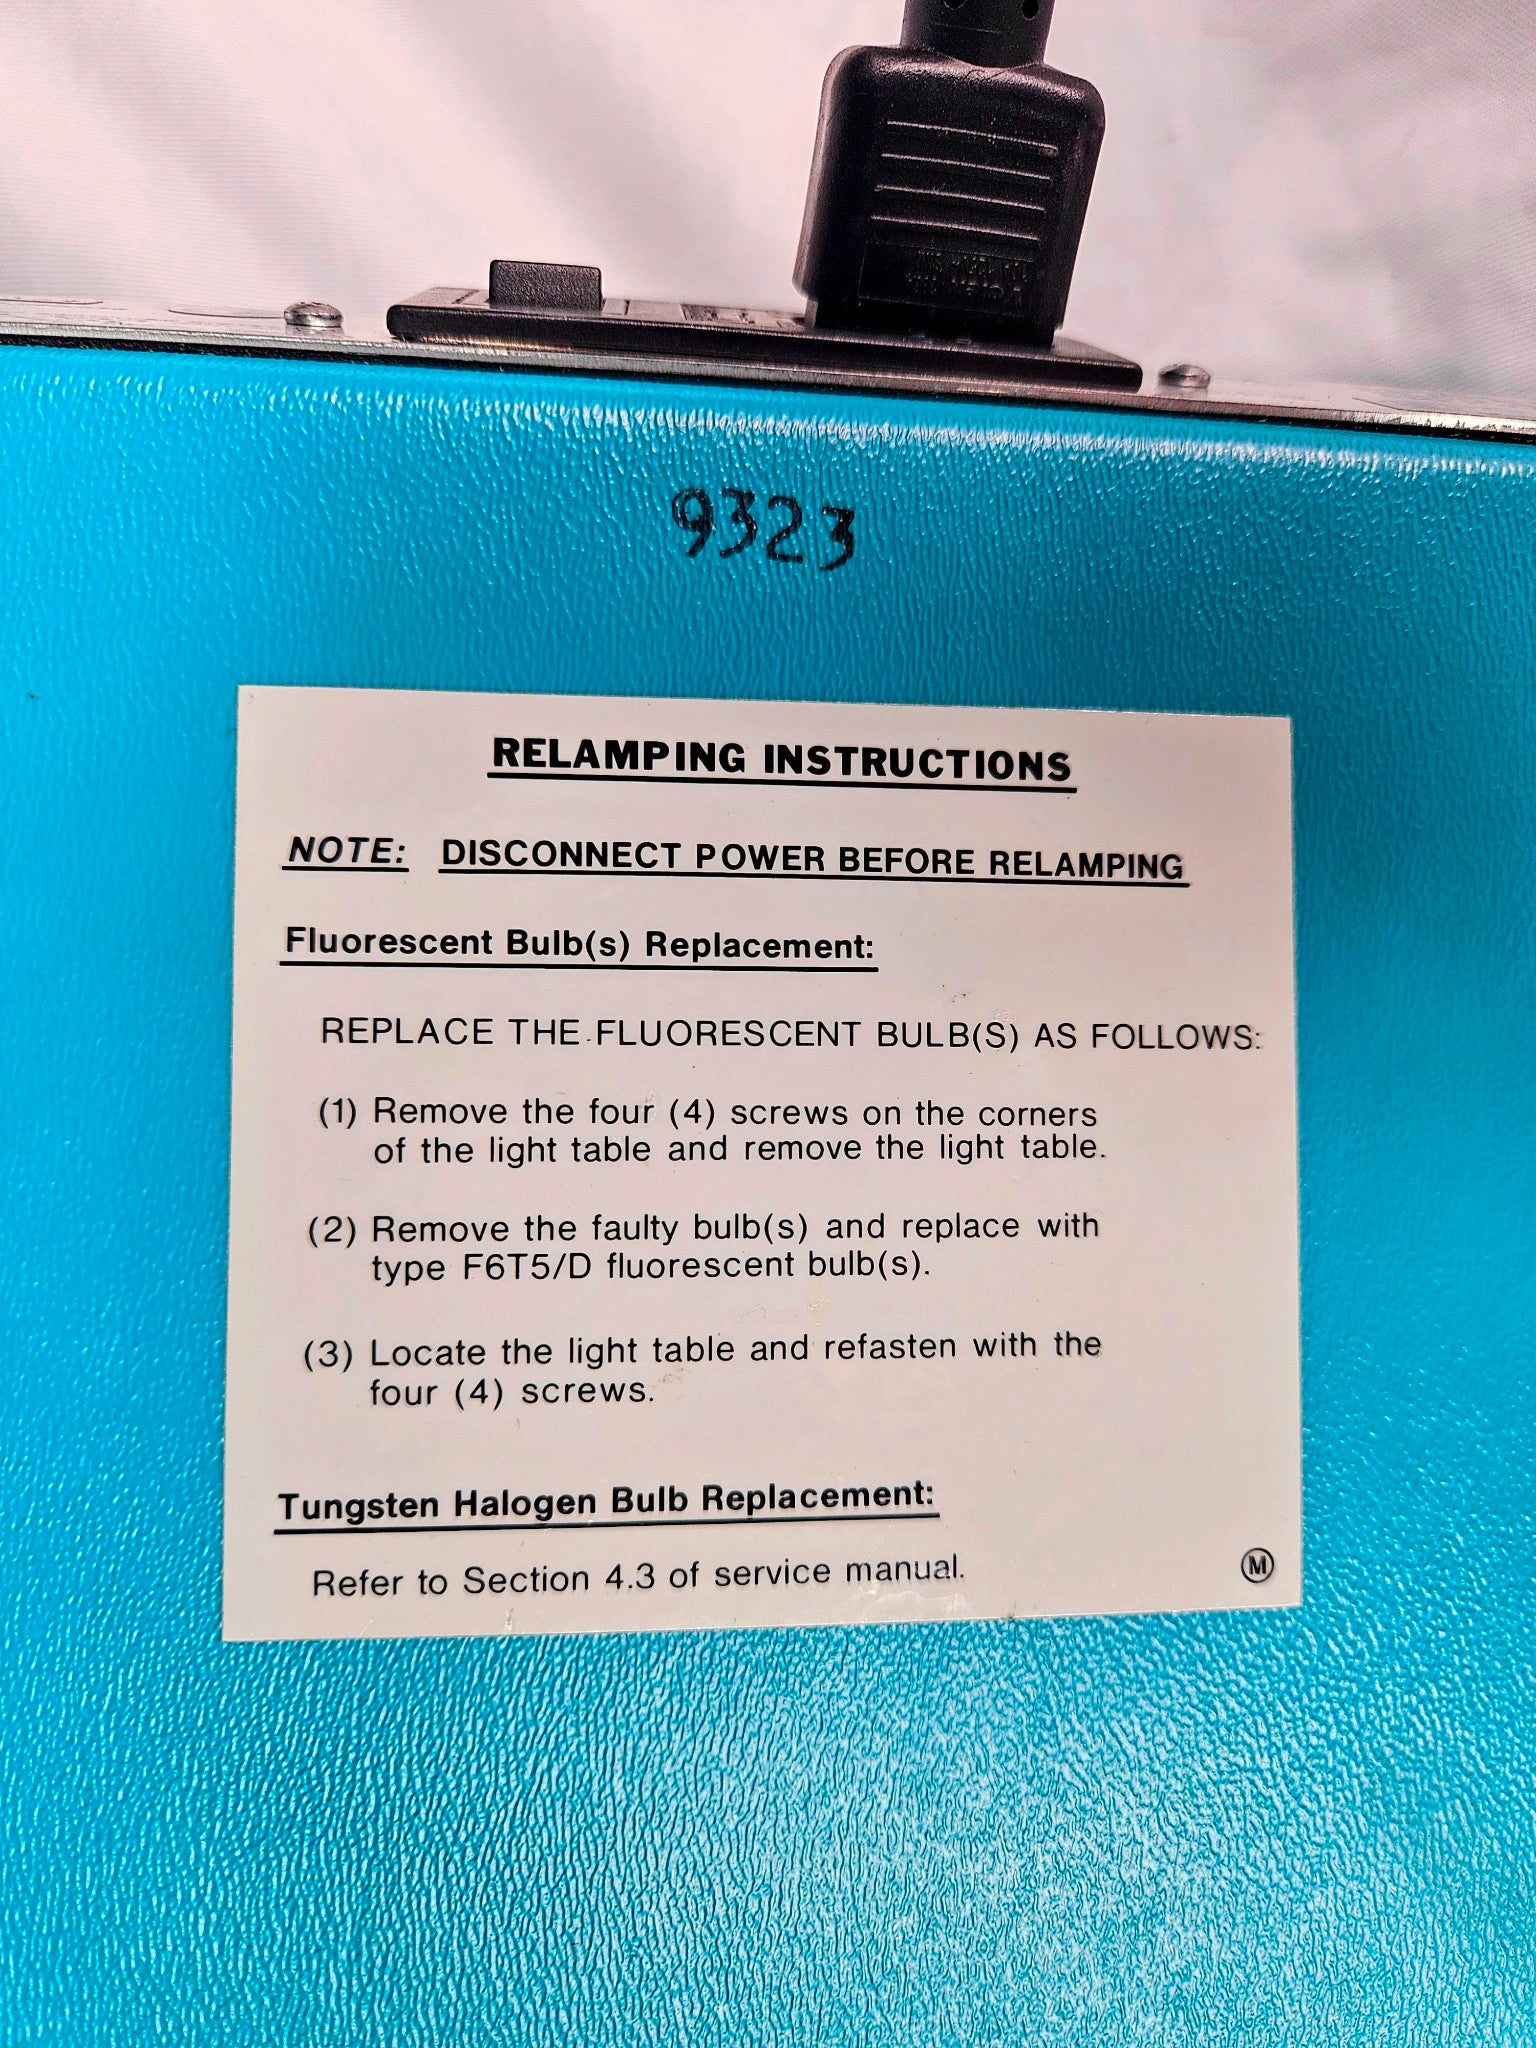 9323
RELAMPING INSTRUCTIONS
NOTE: DISCONNECT POWER BEFORE RELAMPING
Fluorescent Bulb(s) Replacement:
REPLACE THE FLUORESCENT BULB(S) AS FOLLOWS:
(1) Remove the four (4) screws on the corners
of the light table and remove the light table.
(2) Remove the faulty bulb(s) and replace with
type F6T5/D fluorescent bulb(s).
(3) Locate the light table and refasten with the
four (4) screws.
Tungsten Halogen Bulb Replacement:
Refer to Section 4.3 of service manual.
M